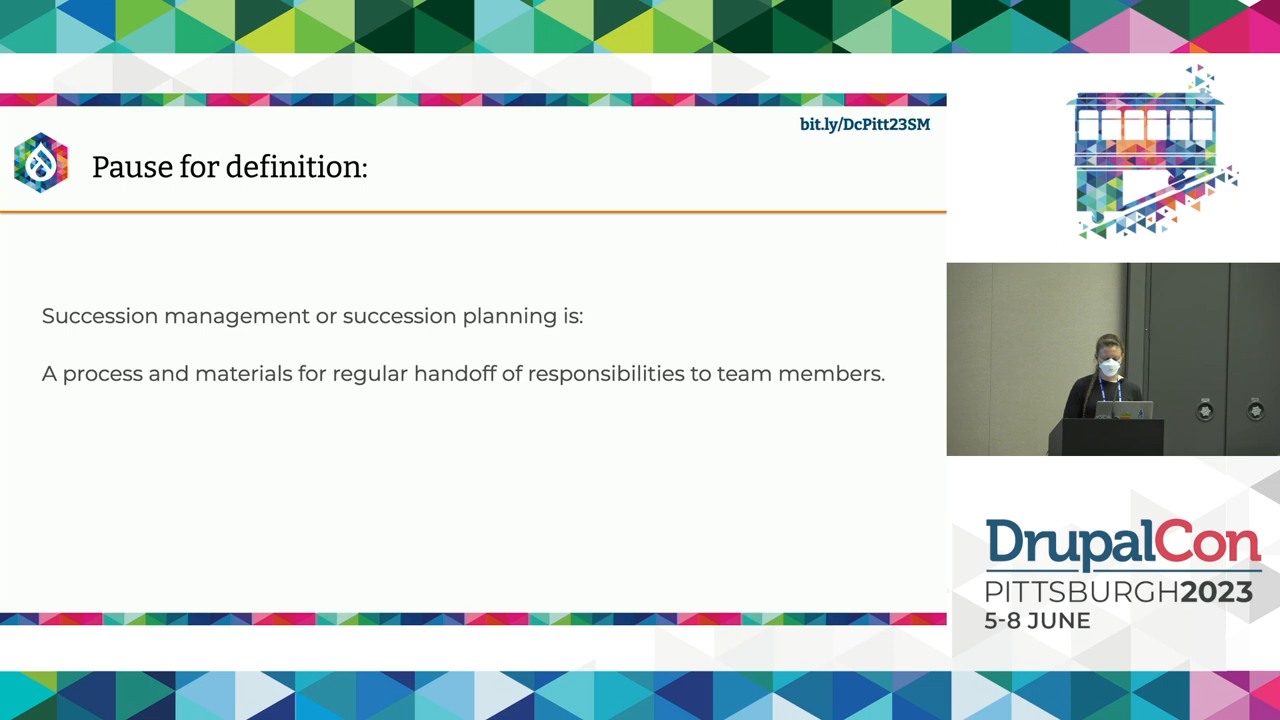 bit.ly/DcPitt23SM
Pause for definition:
Succession management or succession planning is:
A process and materials for regular handoff of responsibilities to team members.
DrupalCon
PITTSBURGH2023
5-8 JUNE